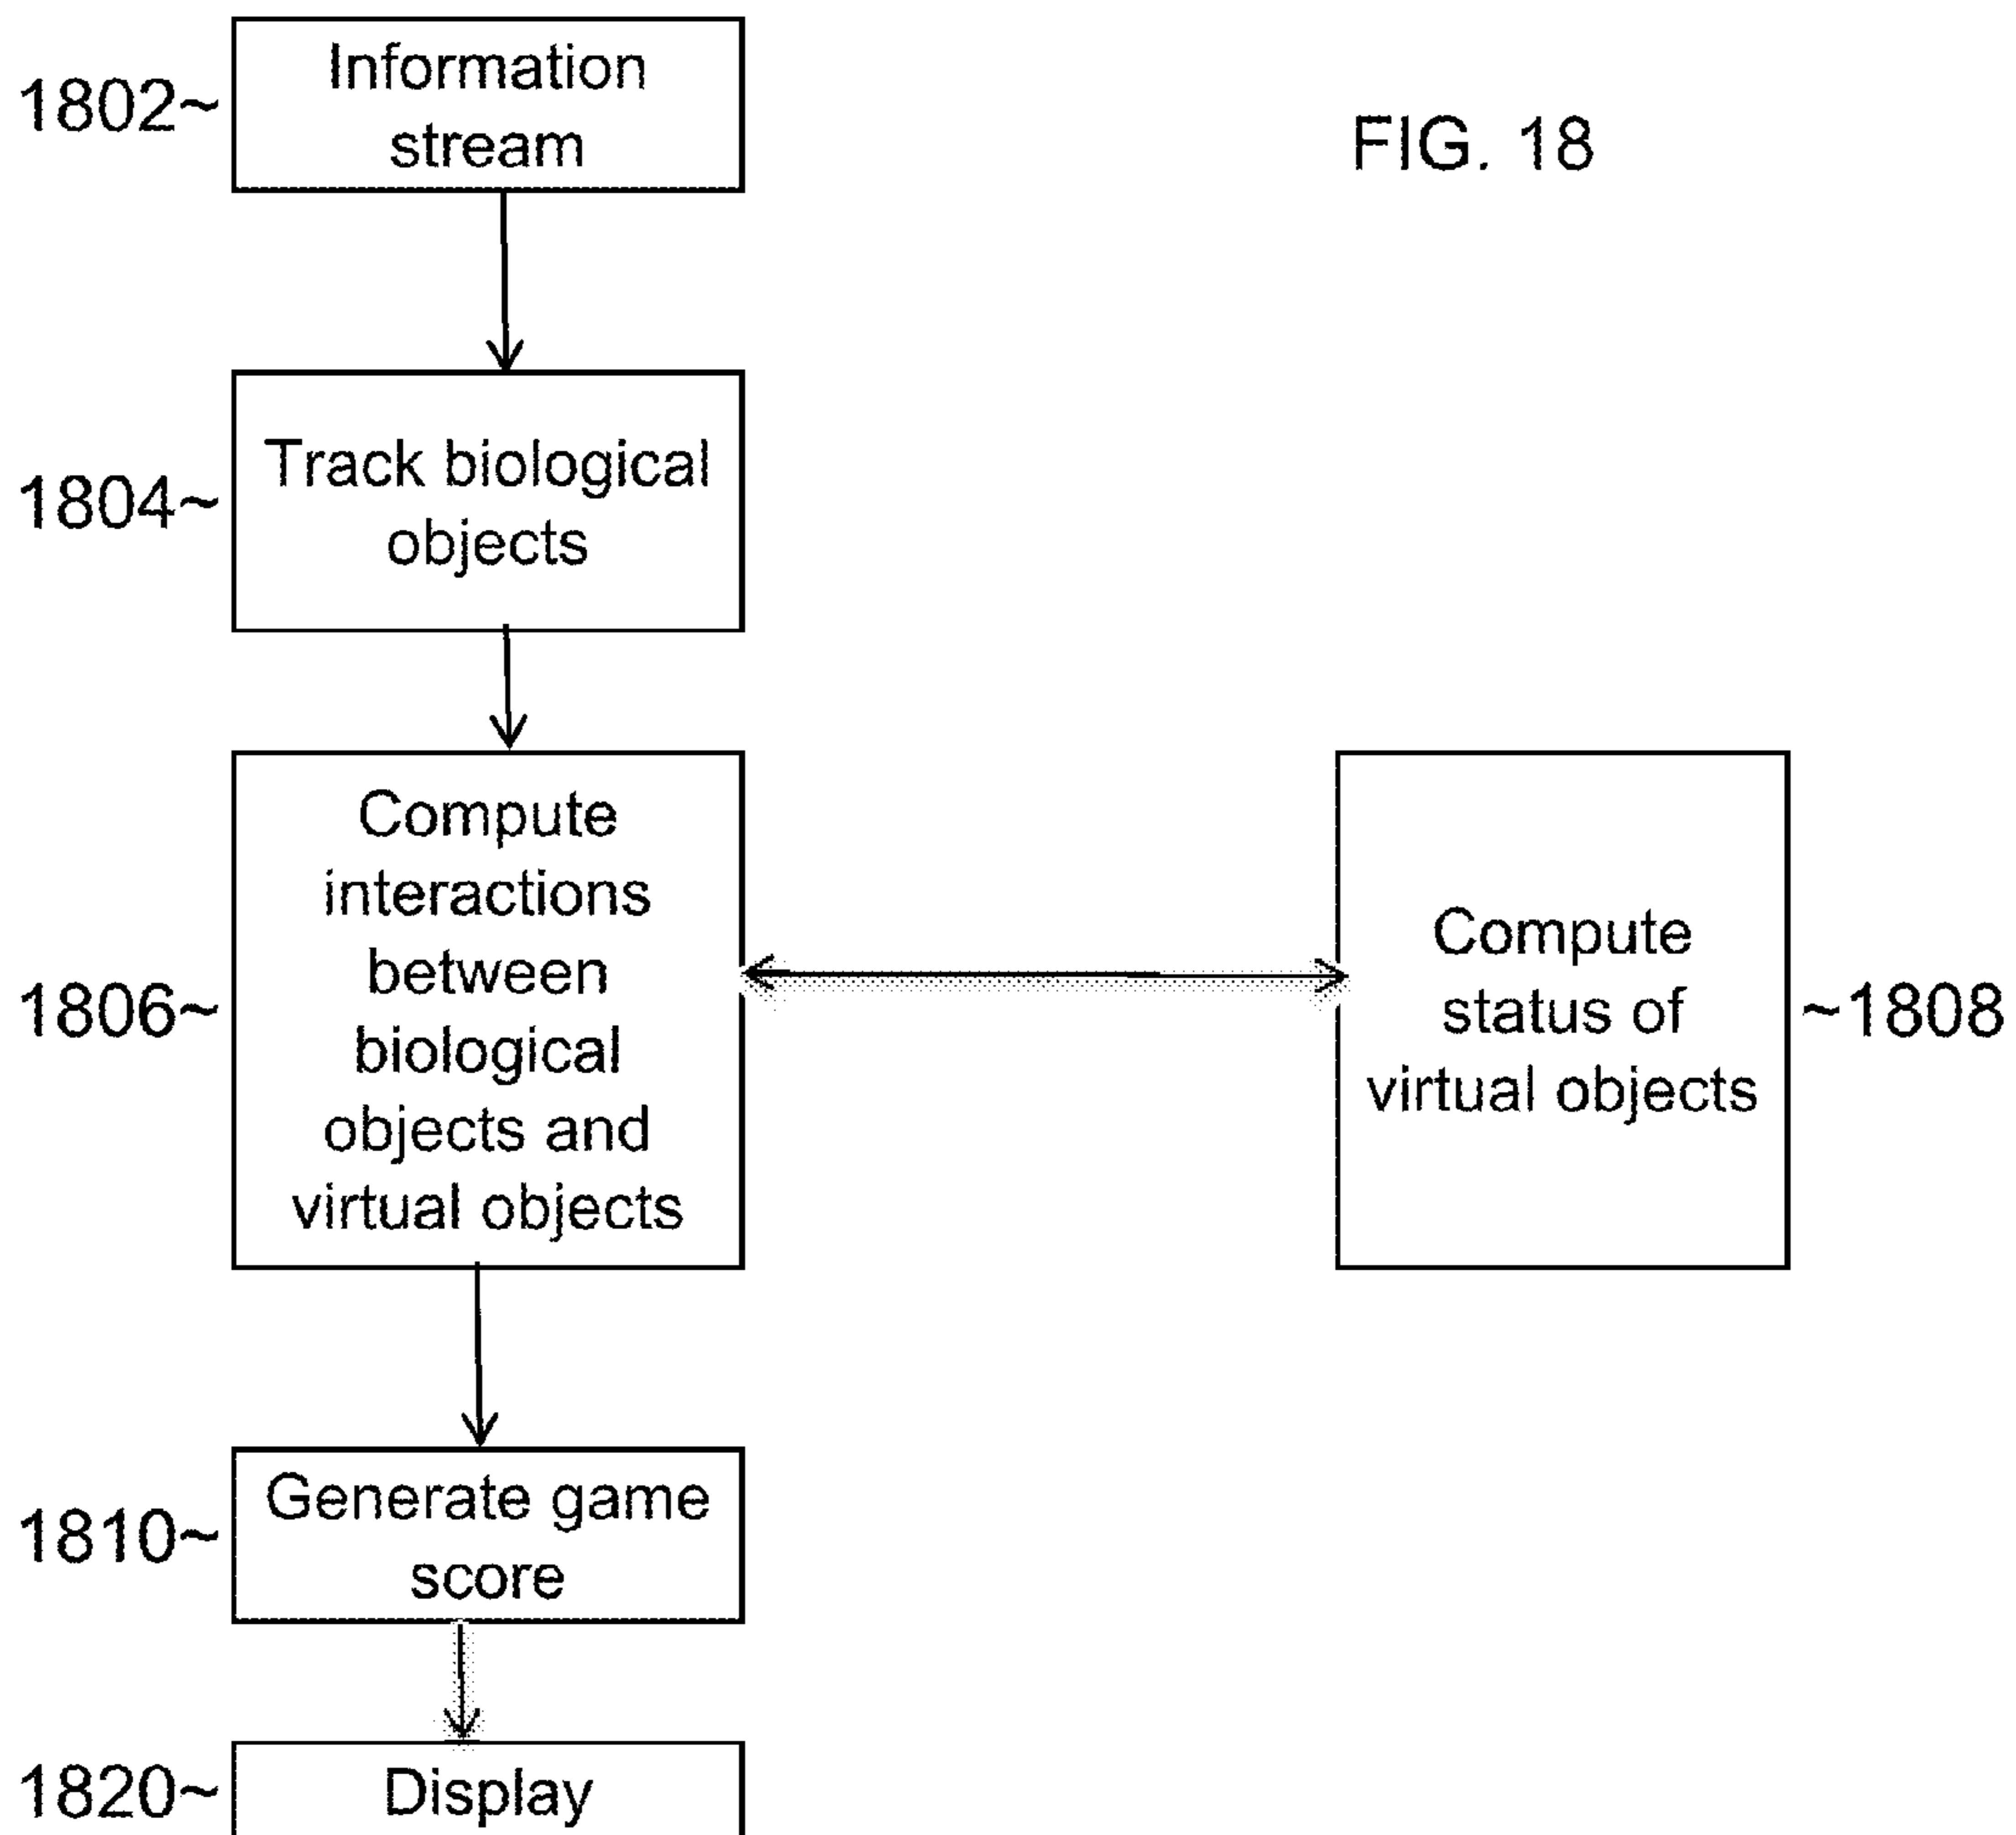 Information
stream
1802~
FIG. 18
Track biological
objects
1804~
Compute
interactions
between
biological
objects and
virtual objects
1806~
Compute
status of
virtual objects
~1808
Generate game
score
1810~
Display
1820~